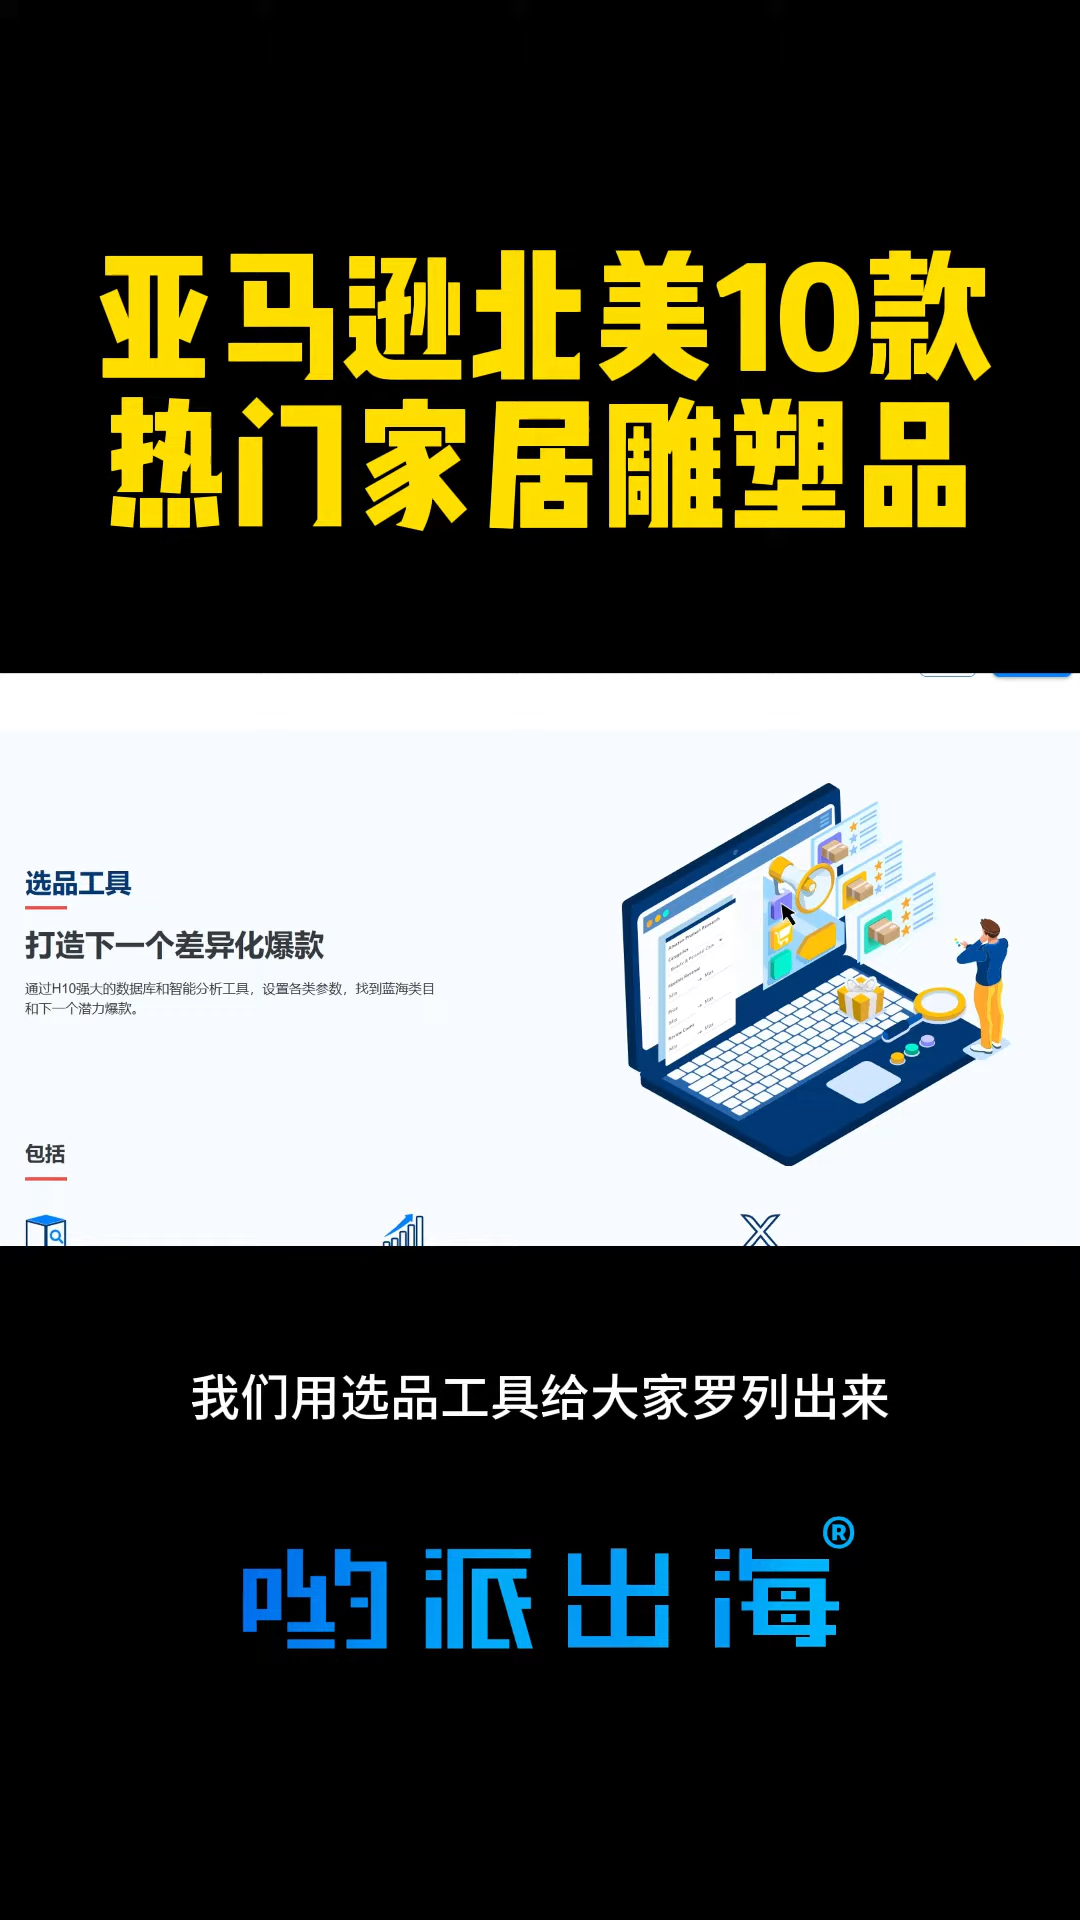 亚马逊北美10款
热门家居雕塑品
选品工具
打造下一个差异化爆款
通过H10强大的数据库和智能分析工具，设置各类参数，找到蓝海类目
和下一个潜力爆款。
包括
我们用选品工具给大家罗列出来
哟派出海®